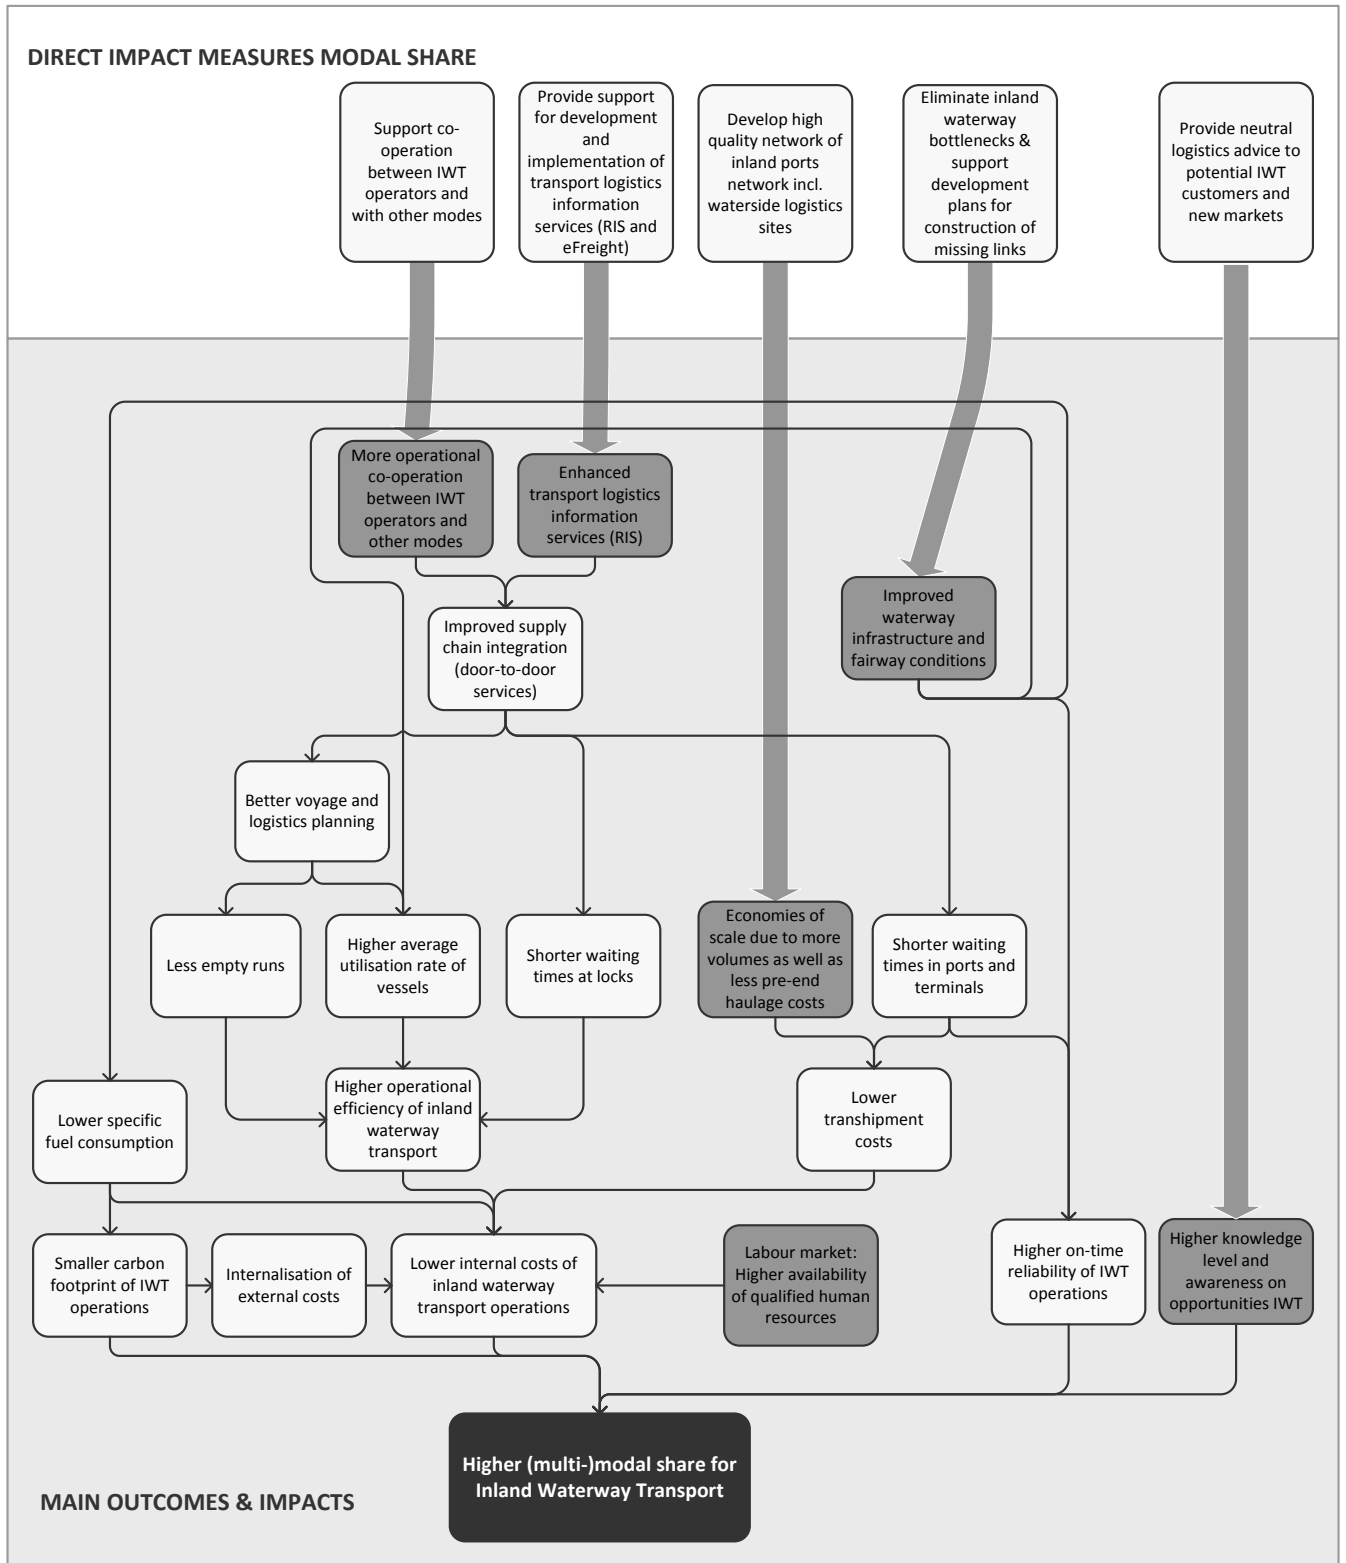 DIRECT IMPACT MEASURES MODAL SHARE
Support co-
operation
between IWT
operators and
with other modes
Provide support
for development
and
implementation of
transport logistics
information
services (RIS and
eFreight)
Develop high
quality network of
inland ports
network incl.
waterside logistics
sites
Eliminate inland
waterway
bottlenecks &
support
development
plans for
construction of
missing links
Provide neutral
logistics advice to
potential IWT
customers and
new markets
More operational
co-operation
between IWT
operators and
other modes
Enhanced
transport logistics
information
services (RIS)
Improved
waterway
infrastructure and
fairway conditions
Improved supply
chain integration
(door-to-door
services)
Better voyage and
logistics planning
Less empty runs
Higher average
utilisation rate of
vessels
Shorter waiting
times at locks
Economies of
scale due to more
volumes as well as
less pre-end
haulage costs
Shorter waiting
times in ports and
terminals
Lower specific
fuel consumption
Higher operational
efficiency of inland
waterway
transport
Lower
transhipment
costs
Smaller carbon
footprint of IWT
operations
Internalisation of
external costs
Lower internal costs of
inland waterway
transport operations
Labour market:
Higher availability
of qualified human
resources
Higher on-time
reliability of IWT
operations
Higher knowledge
level and
awareness on
opportunities IWT
Higher (multi-)modal share for
Inland Waterway Transport
MAIN OUTCOMES & IMPACTS